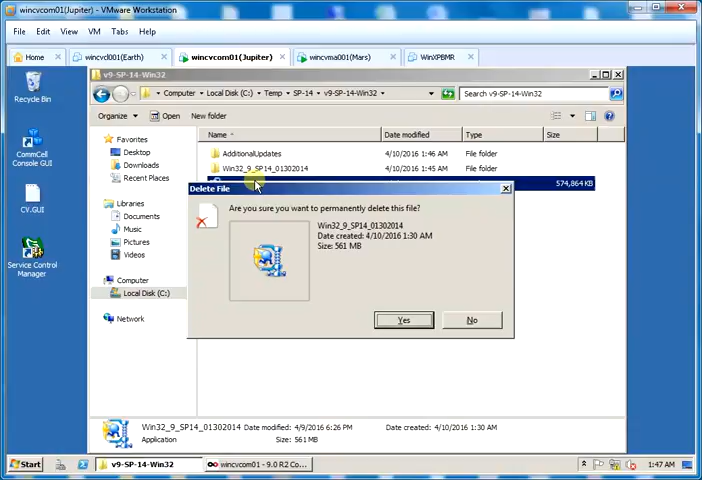 wincvcom01(Jupiter) - VMware Workstation
File Edit View VM Tabs Help
Home wincvcl001(Earth) wincvcom01(Jupiter) wincvma001(Mars) WinXPBMR
v9-SP-14-Win32
Computer Local Disk (C:) Temp SP-14 v9-SP-14-Win32 Search v9-SP-14-Win32
Organize Open New folder
Name Date modified Type Size
Favorites
Desktop
Downloads
Recent Places
Libraries
Documents
Music
Pictures
Videos
Computer
Local Disk (C:)
Network
AdditionalUpdates 4/10/2016 1:46 AM File folder
Win32_9_SP14_01302014 4/10/2016 1:45 AM File folder
574,864 KB
Delete File
Are you sure you want to permanently delete this file?
Win32_9_SP14_01302014
Date created: 4/10/2016 1:30 AM
Size: 561 MB
Yes No
Win32_9_SP14_01302014 Date modified: 4/9/2016 6:26 PM Date created: 4/10/2016 1:30 AM
Application Size: 561 MB
Recycle Bin
CommCell
Console GUI
CV.GUI
Service Control
Manager
Start v9-SP-14-Win32 wincvcom01 - 9.0 R2 Co... 1:47 AM